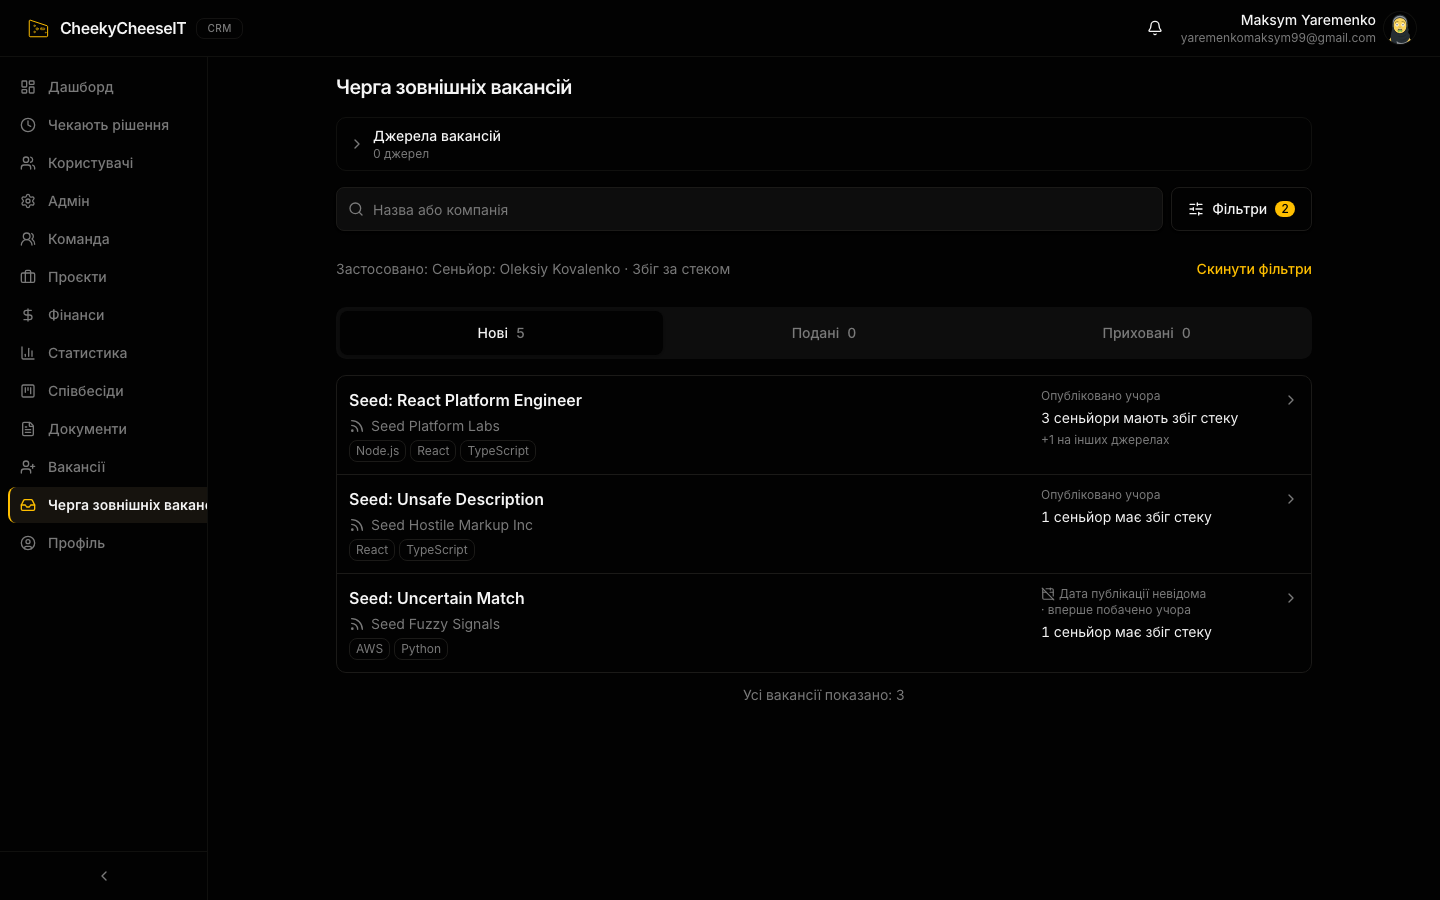 CheekyCheeseIT CRM
Maksym Yaremenko
yaremenkomaksym99@gmail.com
Дашборд
Чекають рішення
Користувачі
Адмін
Команда
Проєкти
Фінанси
Статистика
Співбесіди
Документи
Вакансії
Черга зовнішніх вакан
Профіль
Черга зовнішніх вакансій
Джерела вакансій
0 джерел
Назва або компанія
Фільтри 2
Застосовано: Сеньйор: Oleksiy Kovalenko · Збіг за стеком
Скинути фільтри
Нові 5
Подані 0
Приховані 0
Seed: React Platform Engineer
Seed Platform Labs
Node.js React TypeScript
Опубліковано учора
3 сеньйори мають збіг стеку
+1 на інших джерелах
Seed: Unsafe Description
Seed Hostile Markup Inc
React TypeScript
Опубліковано учора
1 сеньйор має збіг стеку
Seed: Uncertain Match
Seed Fuzzy Signals
AWS Python
Дата публікації невідома
· вперше побачено учора
1 сеньйор має збіг стеку
Усі вакансії показано: 3